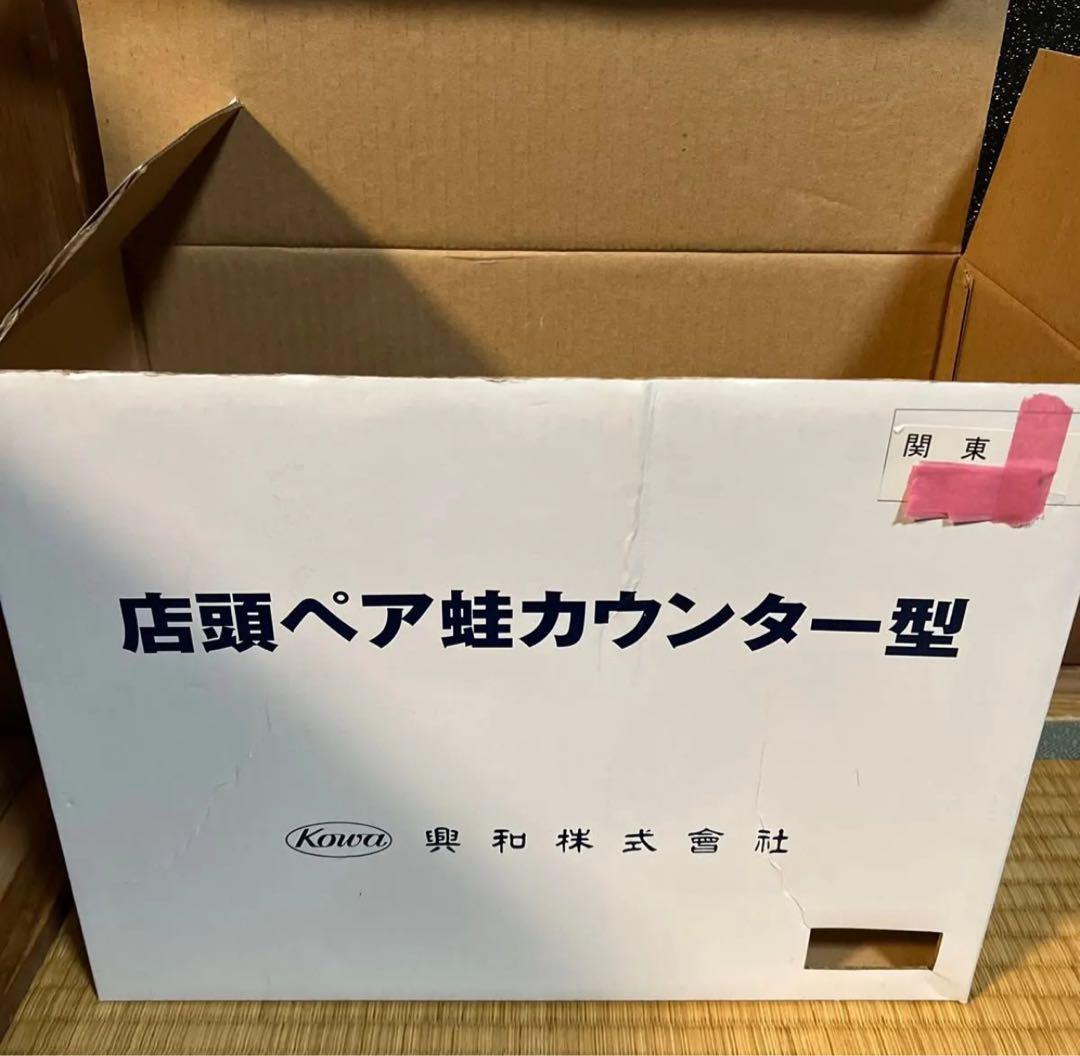 関東
店頭ペア蛙カウンター型
Kowa 興和株式會社